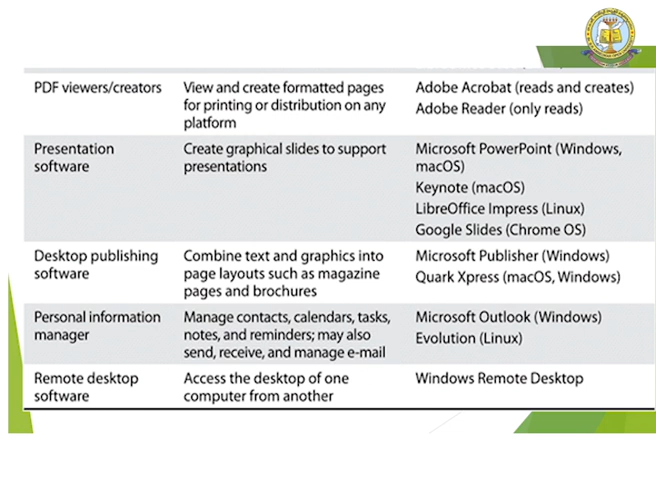 PDF viewers/creators
View and create formatted pages
for printing or distribution on any
platform
Adobe Acrobat (reads and creates)
Adobe Reader (only reads)
Presentation
software
Create graphical slides to support
presentations
Microsoft PowerPoint (Windows,
macOS)
Keynote (macOS)
LibreOffice Impress (Linux)
Google Slides (Chrome OS)
Desktop publishing
software
Combine text and graphics into
page layouts such as magazine
pages and brochures
Microsoft Publisher (Windows)
Quark Xpress (macOS, Windows)
Personal information
manager
Manage contacts, calendars, tasks,
notes, and reminders; may also
send, receive, and manage e-mail
Microsoft Outlook (Windows)
Evolution (Linux)
Remote desktop
software
Access the desktop of one
computer from another
Windows Remote Desktop